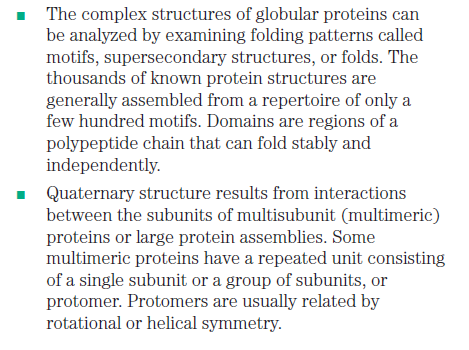 The complex structures of globular proteins can
be analyzed by examining folding patterns called
motifs, supersecondary structures, or folds. The
thousands of known protein structures are
generally assembled from a repertoire of only a
few hundred motifs. Domains are regions of a
polypeptide chain that can fold stably and
independently.
Quaternary structure results from interactions
between the subunits of multisubunit (multimeric)
proteins or large protein assemblies. Some
multimeric proteins have a repeated unit consisting
of a single subunit or a group of subunits, or
protomer. Protomers are usually related by
rotational or helical symmetry.